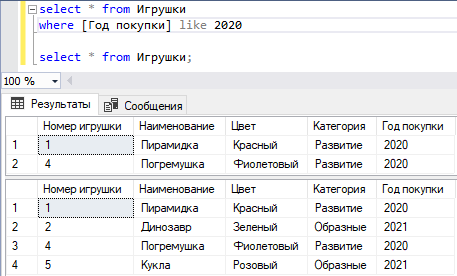 select * from Игрушки
where [Год покупки] like 2020
select * from Игрушки;
100 %
Результаты Сообщения
Номер игрушки Наименование Цвет Категория Год покупки
1 1 Пирамидка Красный Развитие 2020
2 4 Погремушка Фиолетовый Развитие 2020
Номер игрушки Наименование Цвет Категория Год покупки
1 1 Пирамидка Красный Развитие 2020
2 2 Динозавр Зеленый Образные 2021
3 4 Погремушка Фиолетовый Развитие 2020
4 5 Кукла Розовый Образные 2021